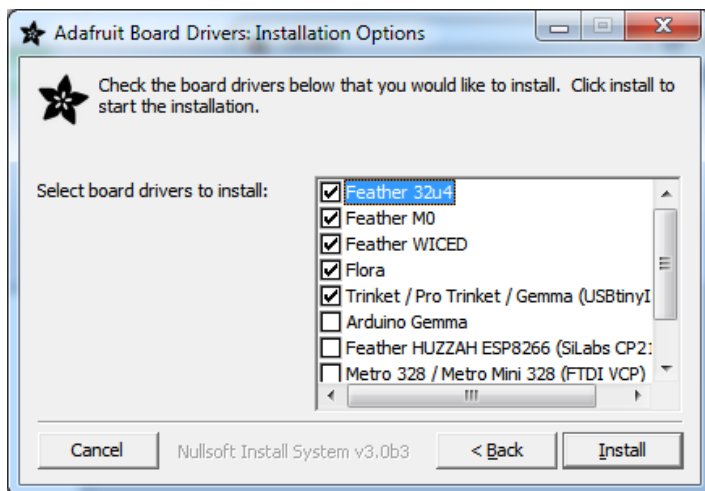 Adafruit Board Drivers: Installation Options
Check the board drivers below that you would like to install. Click install to
start the installation.
Select board drivers to install:
Feather 32u4
Feather M0
Feather WICED
Flora
Trinket / Pro Trinket / Gemma (USBtinyI
Arduino Gemma
Feather HUZZAH ESP8266 (SiLabs CP21
Metro 328 / Metro Mini 328 (FTDI VCP)
Cancel
Nullsoft Install System v3.0b3
< Back
Install